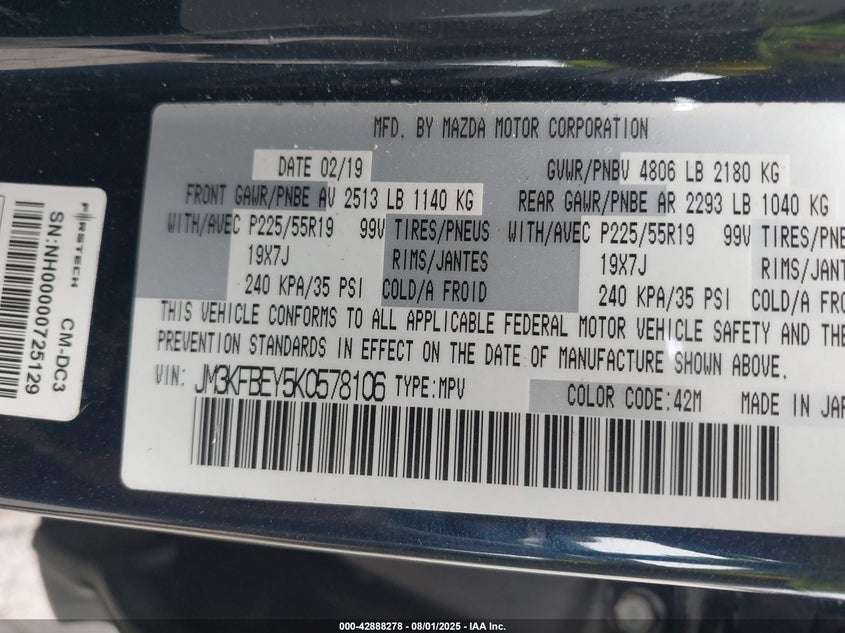 MFD. BY MAZDA MOTOR CORPORATION
DATE 02/19 GVWR/PNBV 4806 LB 2180 KG
FRONT GAWR/PNBE AV 2513 LB 1140 KG REAR GAWR/PNBE AR 2293 LB 1040 KG
WITH/AVEC P225/55R19 99V TIRES/PNEUS WITH/AVEC P225/55R19 99V TIRES/PNE
19X7J RIMS/JANTES 19X7J RIMS/JANT
240 KPA/35 PSI COLD/A FROID 240 KPA/35 PSI COLD/A FRO
THIS VEHICLE CONFORMS TO ALL APPLICABLE FEDERAL MOTOR VEHICLE SAFETY AND THE
PREVENTION STANDARDS IN EFFECT ON THE DATE OF MANUFACTURE SHOWN ABOVE.
VIN: JM3KFBEY5K0578106 TYPE:MPV COLOR CODE:42M MADE IN JAP
FIRSTECH CM-DC3
SN:NH00000725129
000-42888278 - 08/01/2025 - IAA Inc.